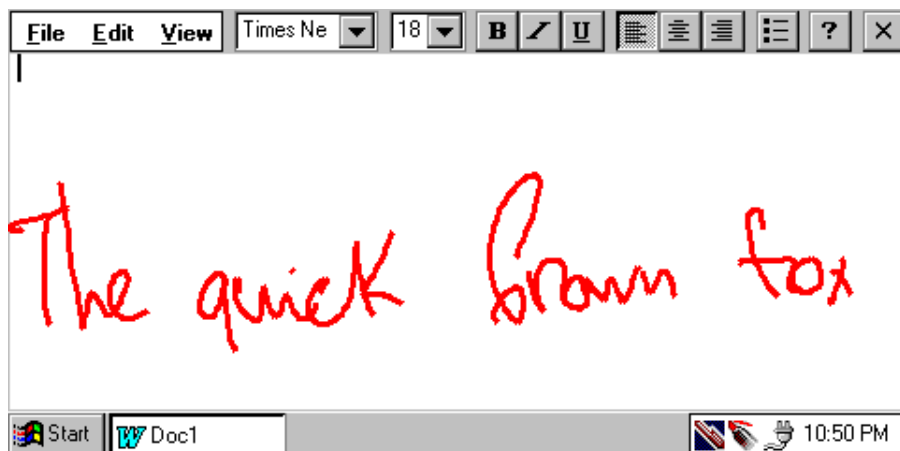 File Edit View Times Ne 18 B I U ?
The quick brown fox
Start Doc1 10:50 PM